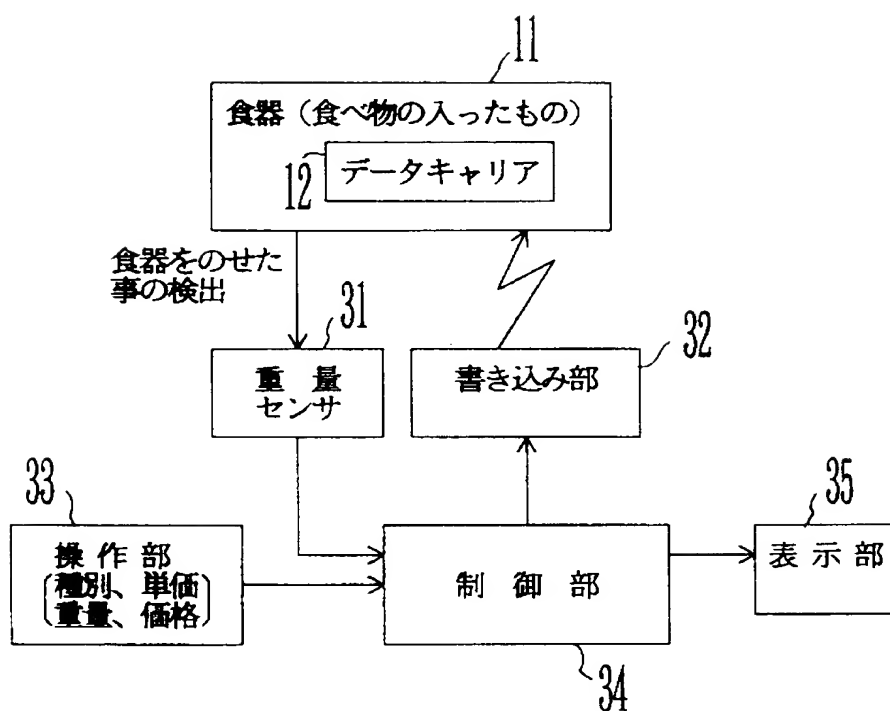 11
食器（食べ物の入ったもの）
12
データキャリア
食器をのせた
事の検出
31
重量
センサ
32
書き込み部
33
操作部
種別、単価
重量、価格
制御部
34
35
表示部